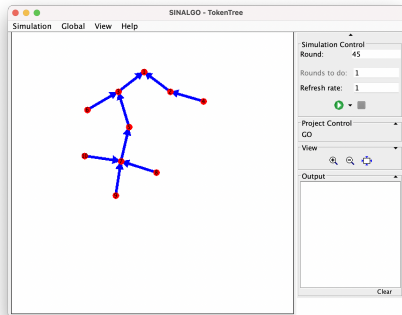 SINALGO - TokenTree
Simulation Global View Help
Simulation Control
Round: 45
Rounds to do: 1
Refresh rate: 1
Project Control
GO
View
Output
Clear